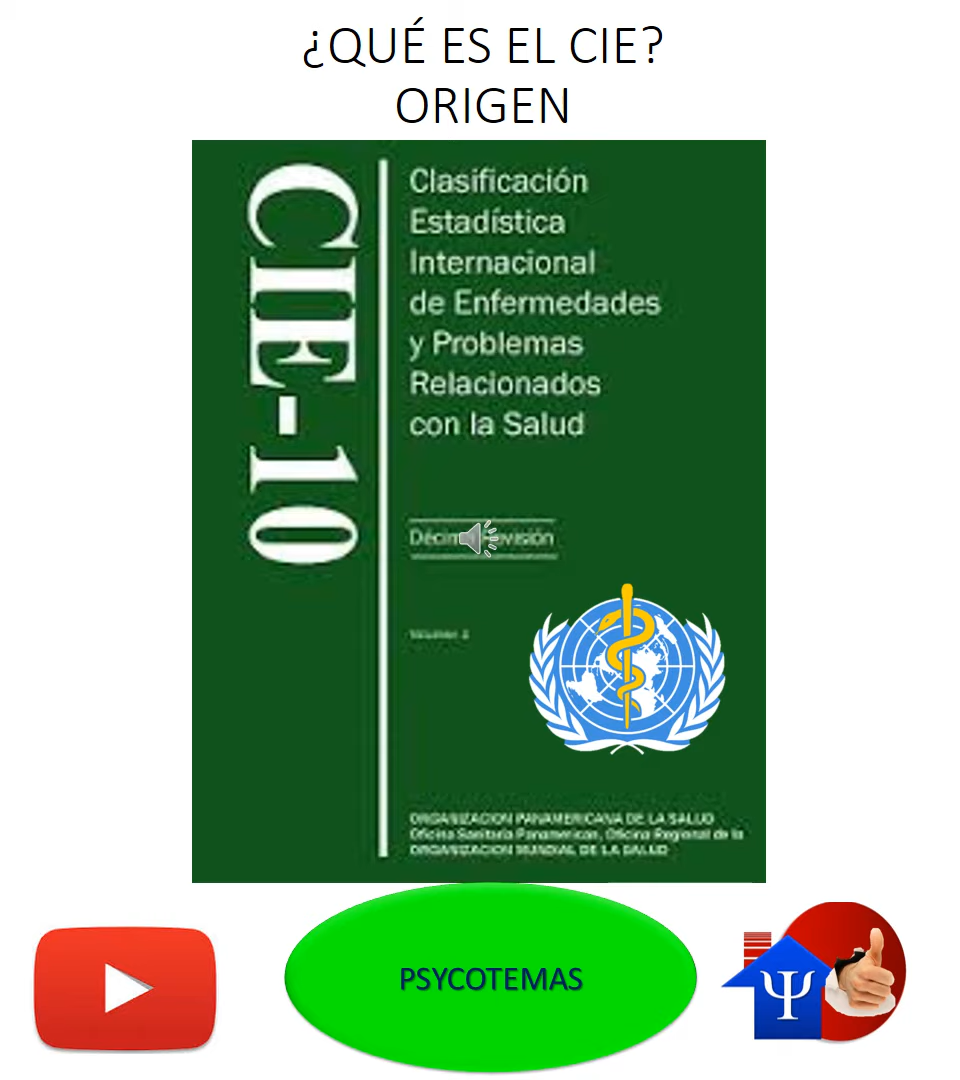 ¿QUÉ ES EL CIE?
ORIGEN
CIE-10
Clasificación
Estadística
Internacional
de Enfermedades
y Problemas
Relacionados
con la Salud
ORGANIZACION PANAMERICANA DE LA SALUD
Oficina Sanitaria Panamerican, Oficina Regional de la
ORGANIZACION MUNDIAL DE LA SALUD
PSYCOTEMAS
Ψ